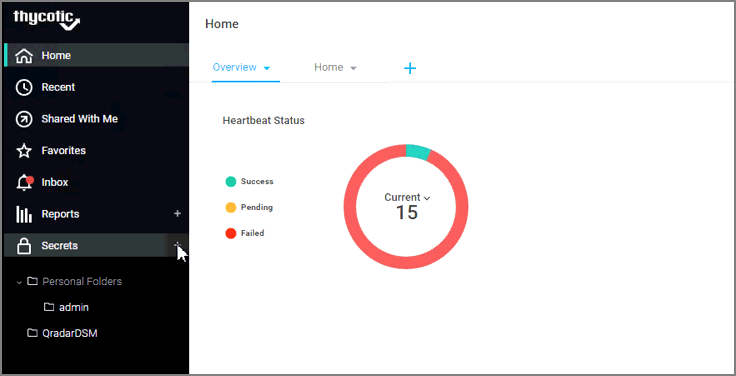 thycotic
Home
Recent
Shared With Me
Favorites
Inbox
Reports +
Secrets +
Personal Folders
admin
QradarDSM
Home
Overview
Home
+
Heartbeat Status
Success
Pending
Failed
Current
15